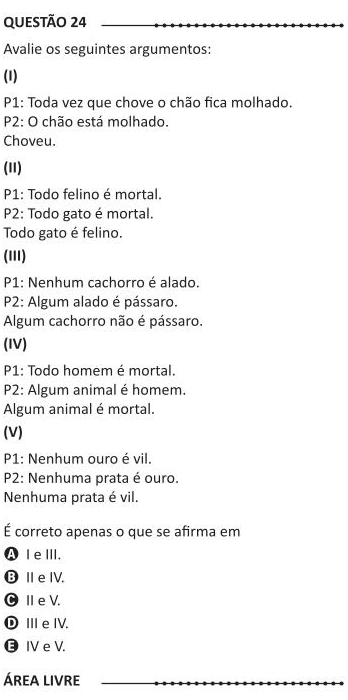 QUESTÃO 24
Avalie os seguintes argumentos:
(I)
P1: Toda vez que chove o chão fica molhado.
P2: O chão está molhado.
Choveu.
(II)
P1: Todo felino é mortal.
P2: Todo gato é mortal.
Todo gato é felino.
(III)
P1: Nenhum cachorro é alado.
P2: Algum alado é pássaro.
Algum cachorro não é pássaro.
(IV)
P1: Todo homem é mortal.
P2: Algum animal é homem.
Algum animal é mortal.
(V)
P1: Nenhum ouro é vil.
P2: Nenhuma prata é ouro.
Nenhuma prata é vil.
É correto apenas o que se afirma em
A I e III.
B II e IV.
C II e V.
D III e IV.
E IV e V.
ÁREA LIVRE